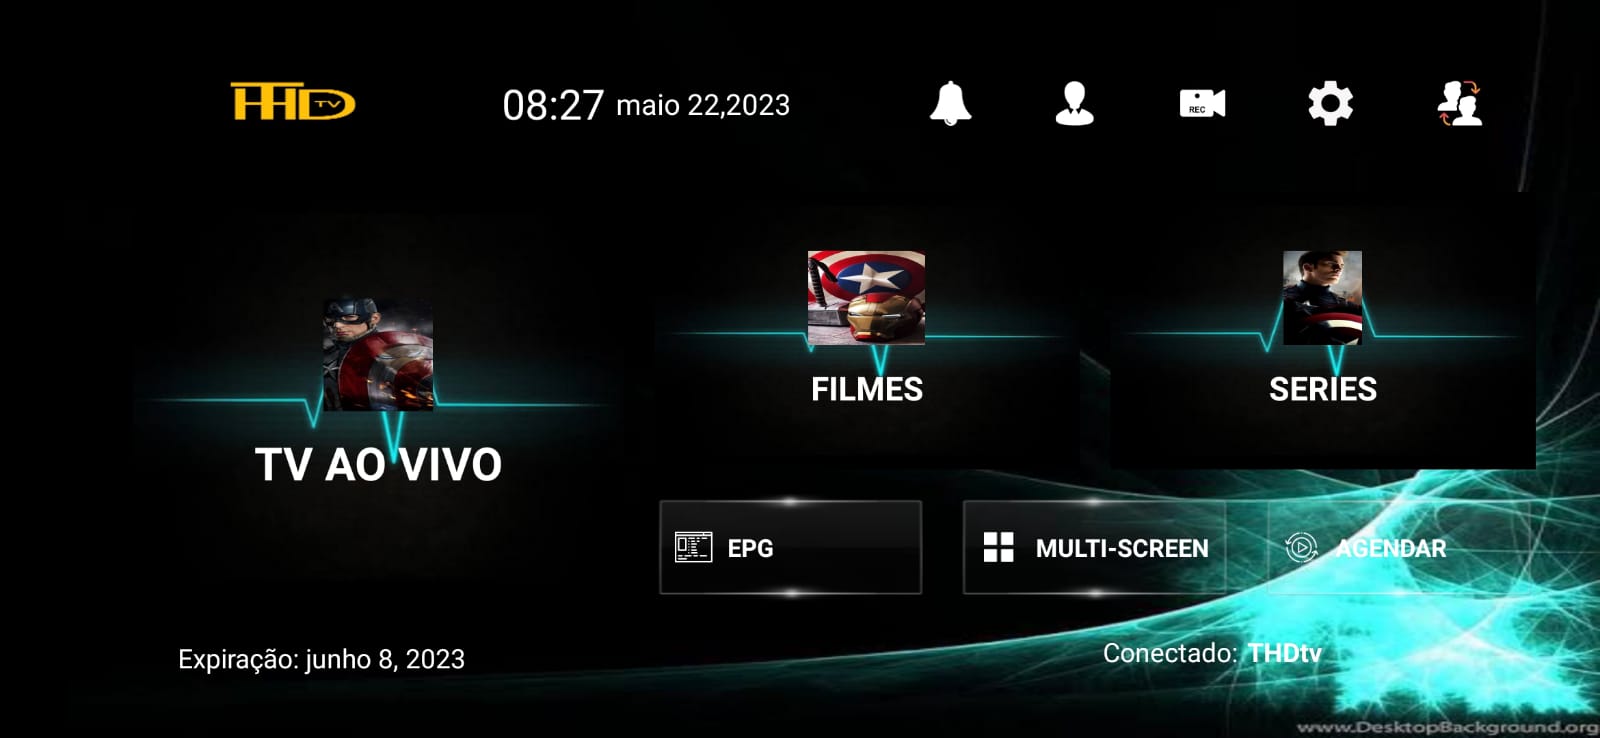 THD TV
08:27 maio 22,2023
REC
TV AO VIVO
FILMES
SERIES
EPG
MULTI-SCREEN
AGENDAR
Expiração: junho 8, 2023
Conectado: THDtv
www.DesktopBackground.org